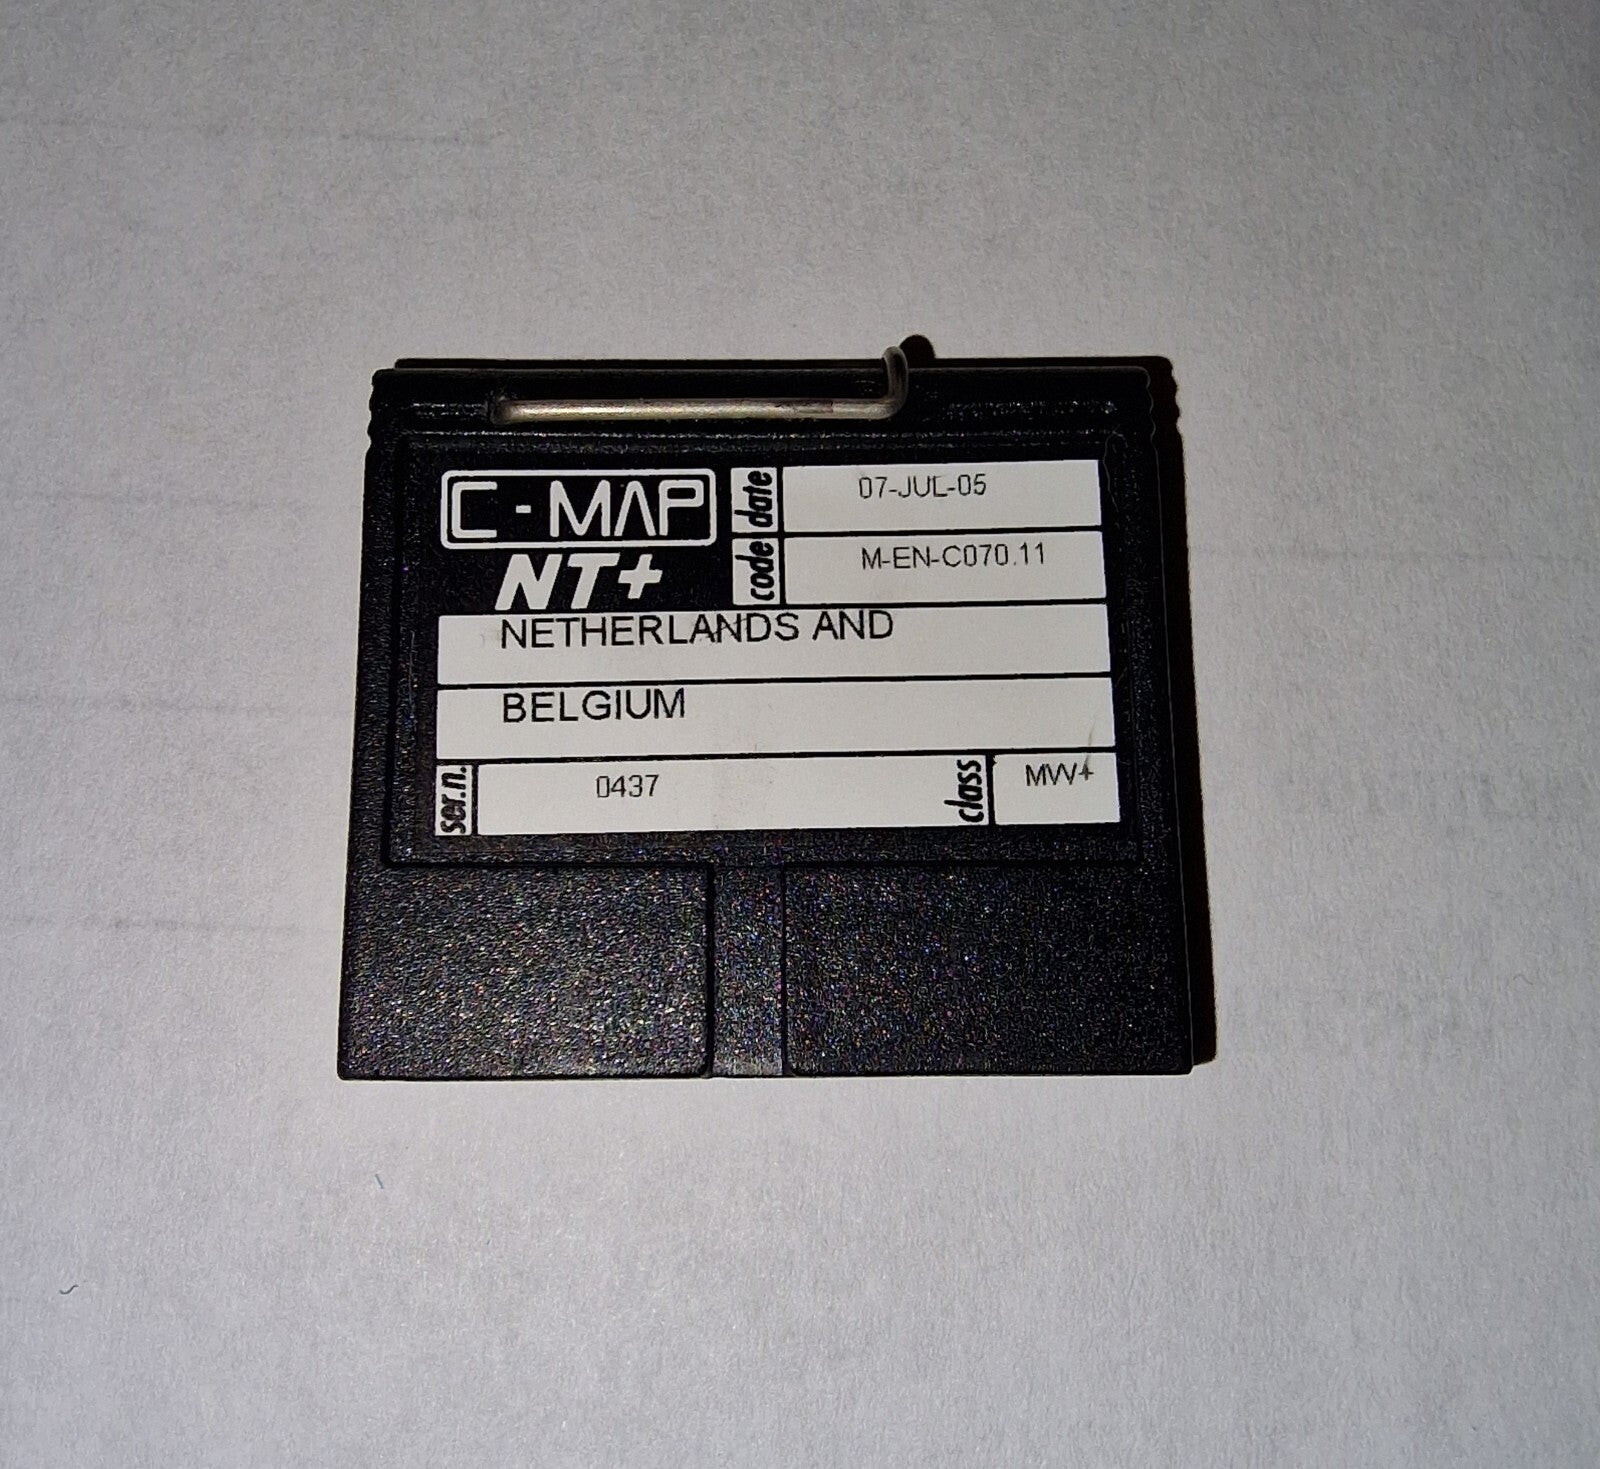 C-MAP
NT+
date 07-JUL-05
code M-EN-C070.11
NETHERLANDS AND
BELGIUM
ser.n. 0437 class MW+